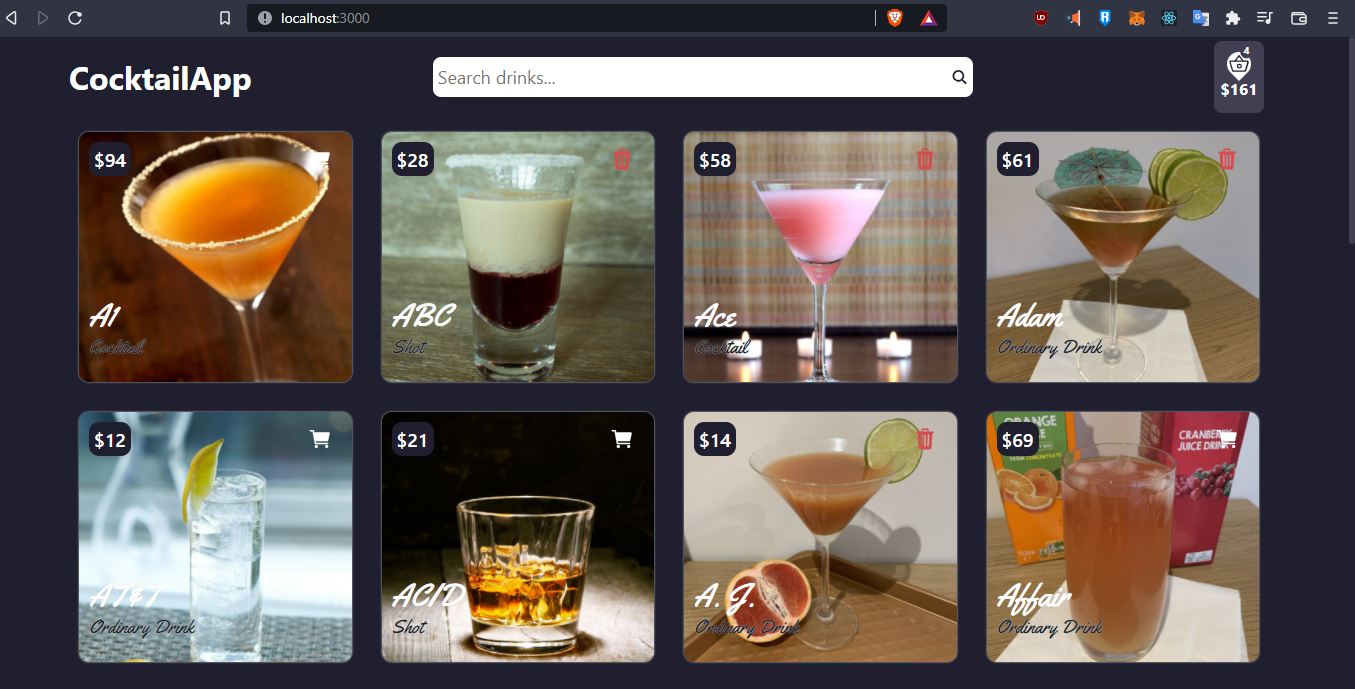 localhost:3000
CocktailApp
Search drinks...
4
$161
$94
A1
Cocktail
$28
ABC
Shot
$58
Ace
Cocktail
$61
Adam
Ordinary Drink
$12
AT&T
Ordinary Drink
$21
ACID
Shot
$14
A. J.
Ordinary Drink
ORANGE
CRANBERRY
JUICE DRINK
$69
Affair
Ordinary Drink